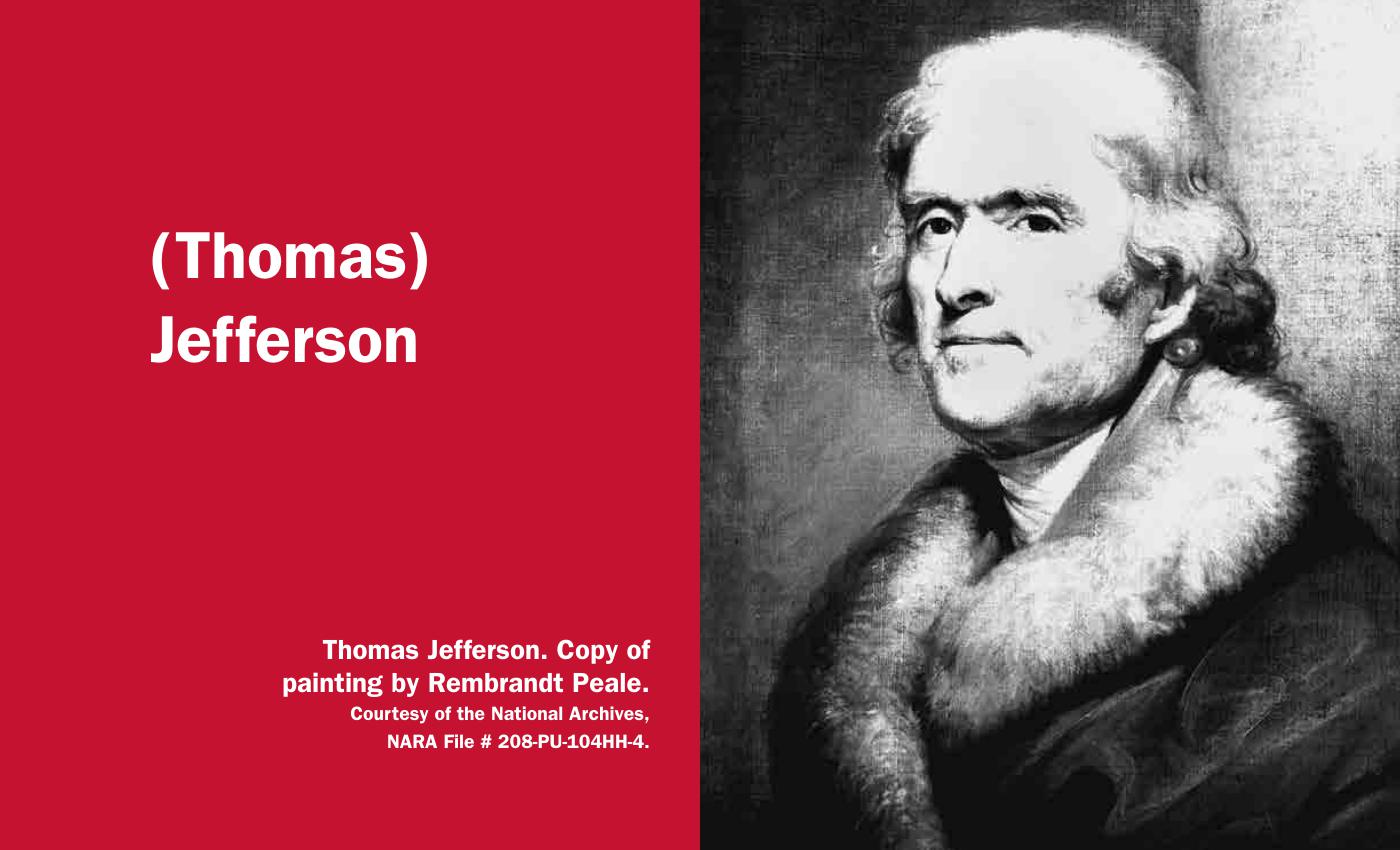 (Thomas)
Jefferson
Thomas Jefferson. Copy of
painting by Rembrandt Peale.
Courtesy of the National Archives,
NARA File # 208-PU-104HH-4.